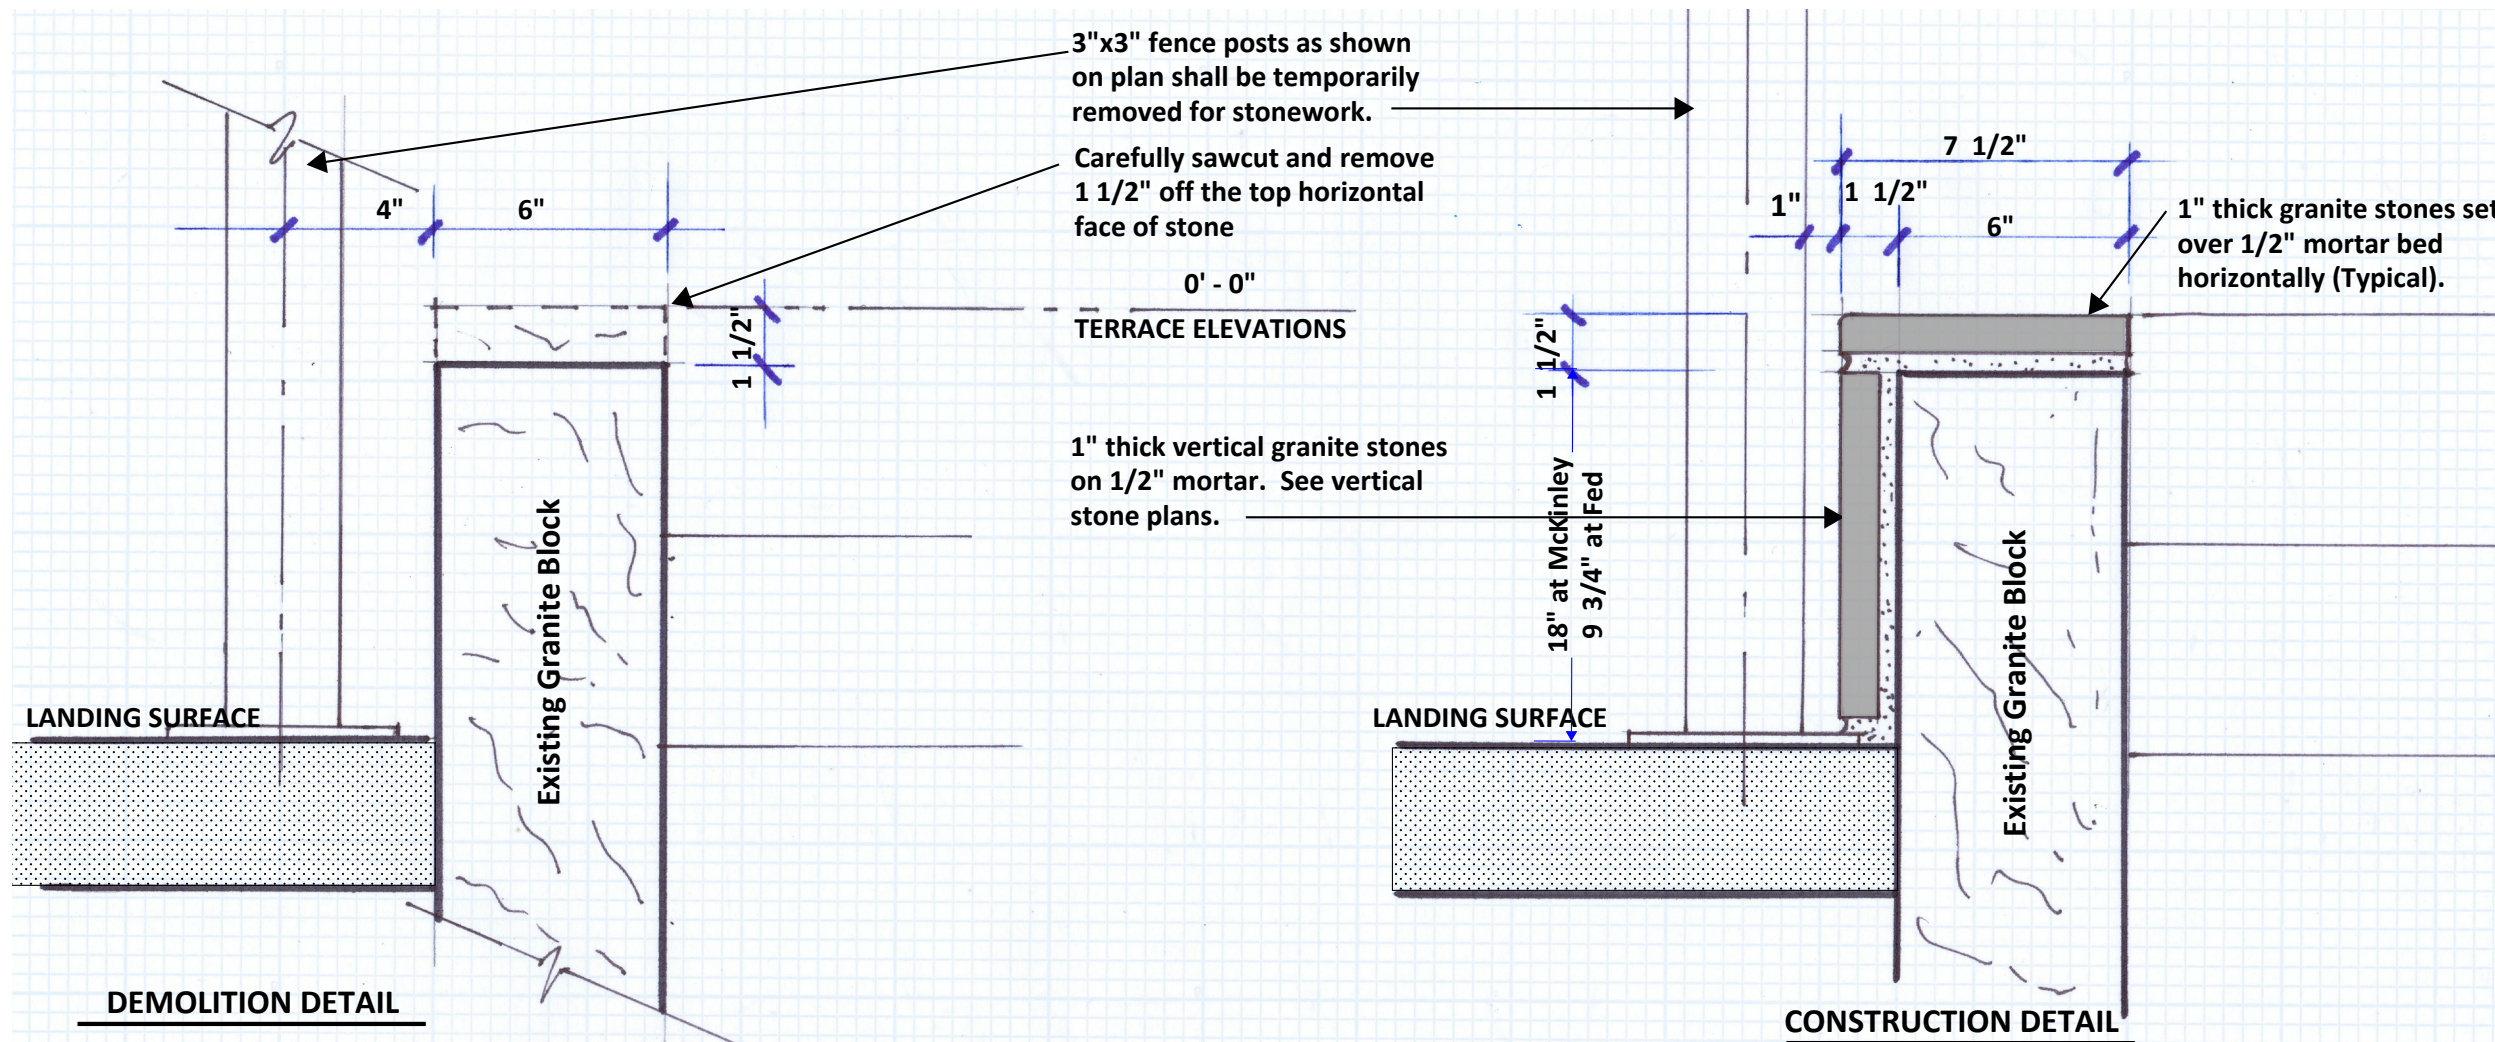 3"x3" fence posts as shown
on plan shall be temporarily
removed for stonework.
Carefully sawcut and remove
1 1/2" off the top horizontal
face of stone
4"
6"
0' - 0"
TERRACE ELEVATIONS
1 1/2"
Existing Granite Block
LANDING SURFACE
DEMOLITION DETAIL
7 1/2"
1"
1 1/2"
6"
1" thick granite stones set
over 1/2" mortar bed
horizontally (Typical).
1 1/2"
1" thick vertical granite stones
on 1/2" mortar. See vertical
stone plans.
18" at McKinley
9 3/4" at Fed
LANDING SURFACE
Existing Granite Block
CONSTRUCTION DETAIL